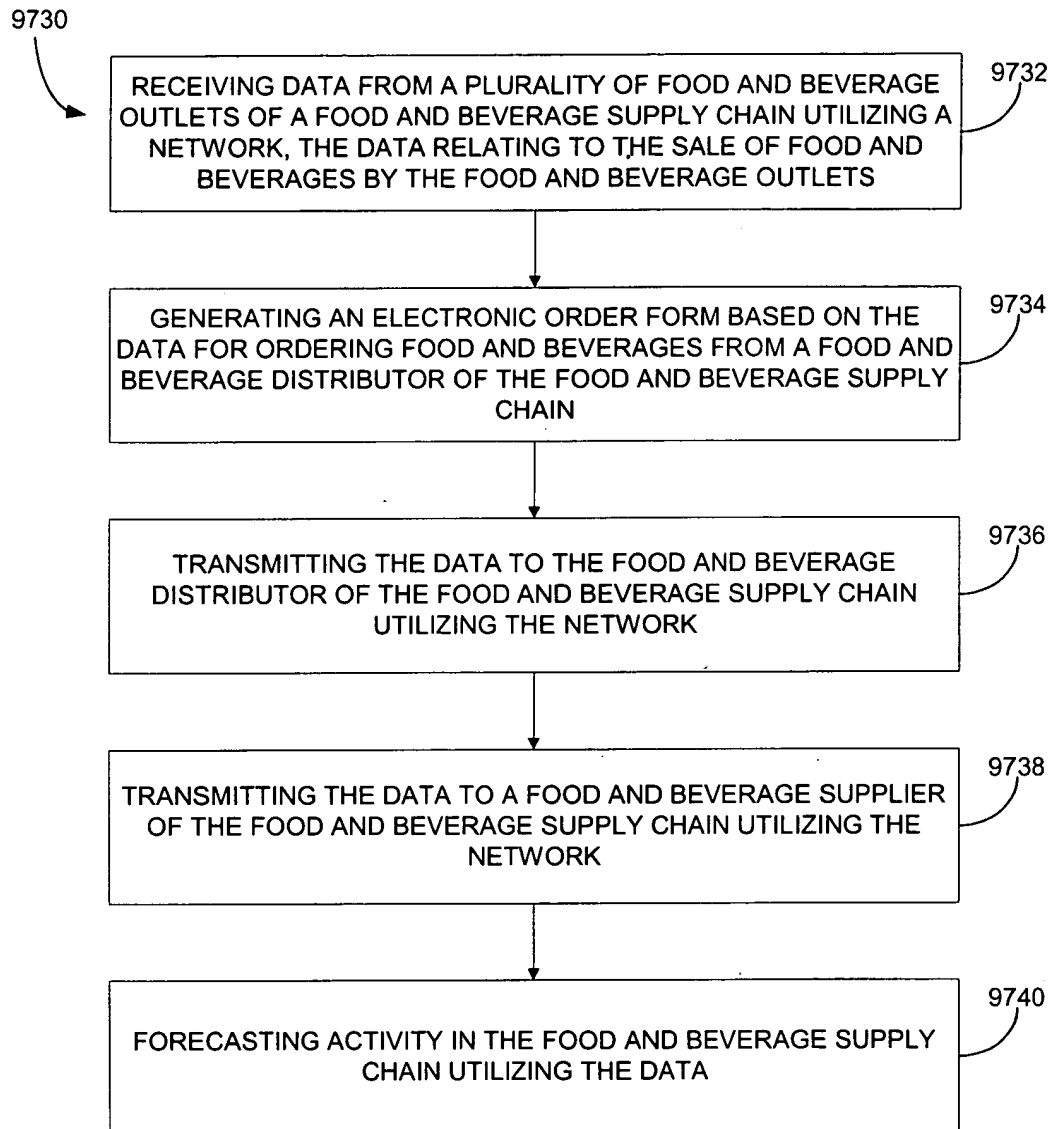 9730
9732
RECEIVING DATA FROM A PLURALITY OF FOOD AND BEVERAGE
OUTLETS OF A FOOD AND BEVERAGE SUPPLY CHAIN UTILIZING A
NETWORK, THE DATA RELATING TO THE SALE OF FOOD AND
BEVERAGES BY THE FOOD AND BEVERAGE OUTLETS
9734
GENERATING AN ELECTRONIC ORDER FORM BASED ON THE
DATA FOR ORDERING FOOD AND BEVERAGES FROM A FOOD AND
BEVERAGE DISTRIBUTOR OF THE FOOD AND BEVERAGE SUPPLY
CHAIN
9736
TRANSMITTING THE DATA TO THE FOOD AND BEVERAGE
DISTRIBUTOR OF THE FOOD AND BEVERAGE SUPPLY CHAIN
UTILIZING THE NETWORK
9738
TRANSMITTING THE DATA TO A FOOD AND BEVERAGE SUPPLIER
OF THE FOOD AND BEVERAGE SUPPLY CHAIN UTILIZING THE
NETWORK
9740
FORECASTING ACTIVITY IN THE FOOD AND BEVERAGE SUPPLY
CHAIN UTILIZING THE DATA